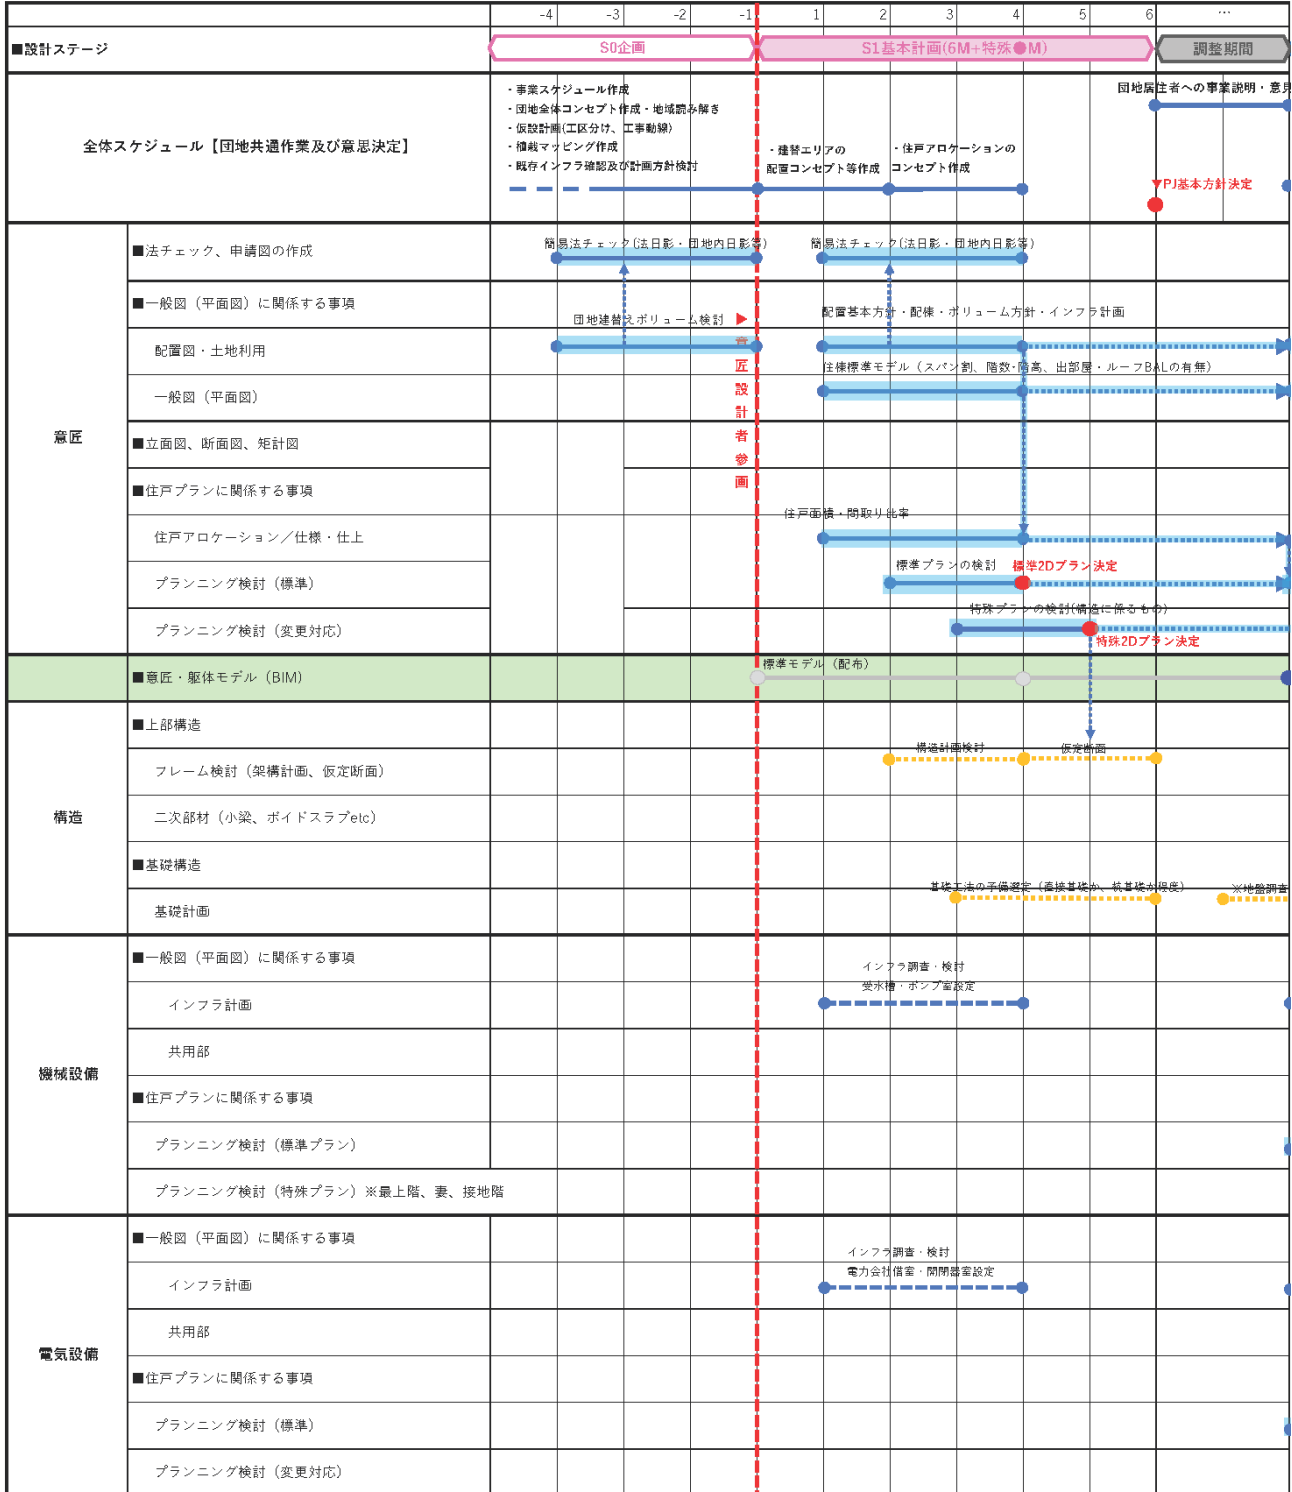 -4 -3 -2 -1 1 2 3 4 5 6 …
■設計ステージ
S0企画
S1基本計画(6M+特殊●M)
調整期間
全体スケジュール【団地共通作業及び意思決定】
・事業スケジュール作成
・団地全体コンセプト作成・地域読み解き
・仮設計画(工区分け、工事動線)
・植栽マッピング作成
・既存インフラ確認及び計画方針検討
・建替エリアの
配置コンセプト等作成
・住戸アロケーションの
コンセプト作成
団地居住者への事業説明・意見
▼PJ基本方針決定
意匠
■法チェック、申請図の作成
簡易法チェック(法日影・団地内日影等)
簡易法チェック(法日影・団地内日影等)
■一般図(平面図)に関係する事項
団地建替えボリューム検討
▶意匠設計者参画
配置基本方針・配棟・ボリューム方針・インフラ計画
配置図・土地利用
住棟標準モデル(スパン割、階数・階高、出部屋・ルーフBALの有無)
一般図(平面図)
■立面図、断面図、矩計図
■住戸プランに関係する事項
住戸面積・間取り比率
住戸アロケーション/仕様・仕上
標準プランの検討
標準2Dプラン決定
プランニング検討(標準)
特殊プランの検討(構造に係るもの)
プランニング検討(変更対応)
特殊2Dプラン決定
■意匠・躯体モデル(BIM)
標準モデル(配布)
構造
■上部構造
構造計画検討
仮定断面
フレーム検討(架構計画、仮定断面)
二次部材(小梁、ボイドスラブetc)
■基礎構造
基礎工法の予備選定(直接基礎か、杭基礎か程度)
※地盤調査
基礎計画
機械設備
■一般図(平面図)に関係する事項
インフラ調査・検討
受水槽・ポンプ室設定
インフラ計画
共用部
■住戸プランに関係する事項
プランニング検討(標準プラン)
プランニング検討(特殊プラン)※最上階、妻、接地階
電気設備
■一般図(平面図)に関係する事項
インフラ調査・検討
電力会社借室・開閉器室設定
インフラ計画
共用部
■住戸プランに関係する事項
プランニング検討(標準)
プランニング検討(変更対応)